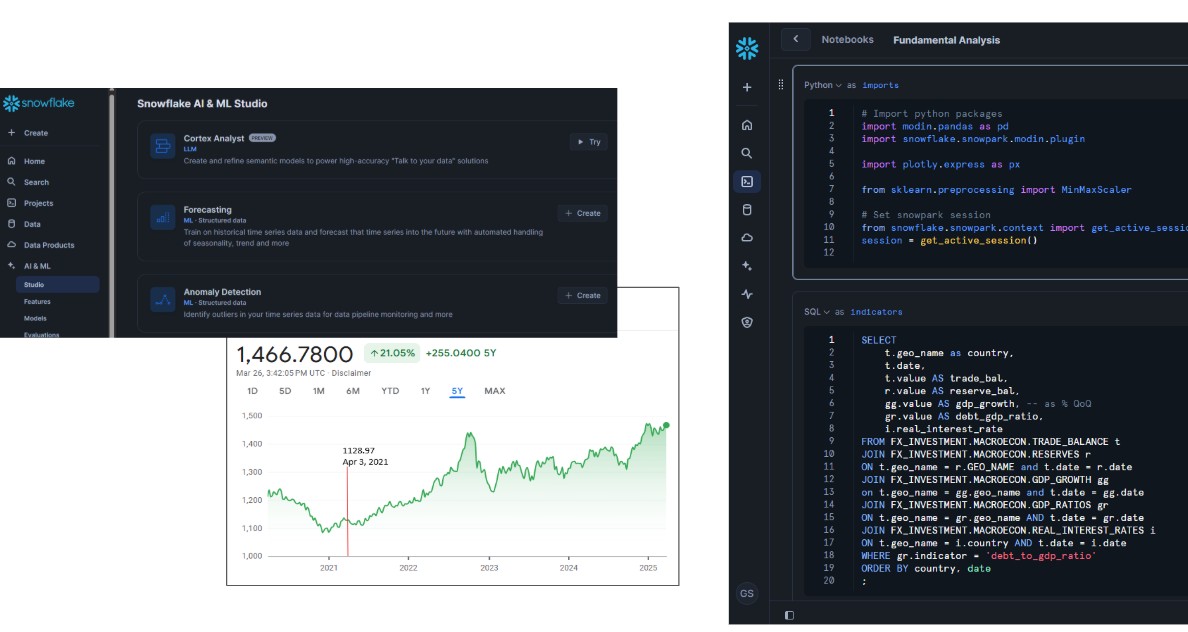 snowflake
Create
Home
Search
Projects
Data
Data Products
AI & ML
Studio
Features
Models
Evaluations
Snowflake AI & ML Studio
Cortex Analyst PREVIEW
LLM
Create and refine semantic models to power high-accuracy "Talk to your data" solutions
Try
Forecasting
ML - Structured data
Train on historical time series data and forecast that time series into the future with automated handling
of seasonality, trend and more
Create
Anomaly Detection
ML - Structured data
Identify outliers in your time series data for data pipeline monitoring and more
Create
1,466.7800 ↑ 21.05% +255.0400 5Y
Mar 26, 3:42:05 PM UTC · Disclaimer
1D 5D 1M 6M YTD 1Y 5Y MAX
1,500
1,400
1,300
1,200
1,100
1,000
1128.97
Apr 3, 2021
2021 2022 2023 2024 2025
Notebooks Fundamental Analysis
Python as imports
1 # Import python packages
2 import modin.pandas as pd
3 import snowflake.snowpark.modin.plugin
4
5 import plotly.express as px
6
7 from sklearn.preprocessing import MinMaxScaler
8
9 # Set snowpark session
10 from snowflake.snowpark.context import get_active_sessio
11 session = get_active_session()
12
SQL as indicators
1 SELECT
2 t.geo_name as country,
3 t.date,
4 t.value AS trade_bal,
5 r.value AS reserve_bal,
6 gg.value AS gdp_growth, -- as % QoQ
7 gr.value AS debt_gdp_ratio,
8 i.real_interest_rate
9 FROM FX_INVESTMENT.MACROECON.TRADE_BALANCE t
10 JOIN FX_INVESTMENT.MACROECON.RESERVES r
11 ON t.geo_name = r.GEO_NAME and t.date = r.date
12 JOIN FX_INVESTMENT.MACROECON.GDP_GROWTH gg
13 on t.geo_name = gg.geo_name and t.date = gg.date
14 JOIN FX_INVESTMENT.MACROECON.GDP_RATIOS gr
15 ON t.geo_name = gr.geo_name AND t.date = gr.date
16 JOIN FX_INVESTMENT.MACROECON.REAL_INTEREST_RATES i
17 ON t.geo_name = i.country AND t.date = i.date
18 WHERE gr.indicator = 'debt_to_gdp_ratio'
19 ORDER BY country, date
20 ;
GS